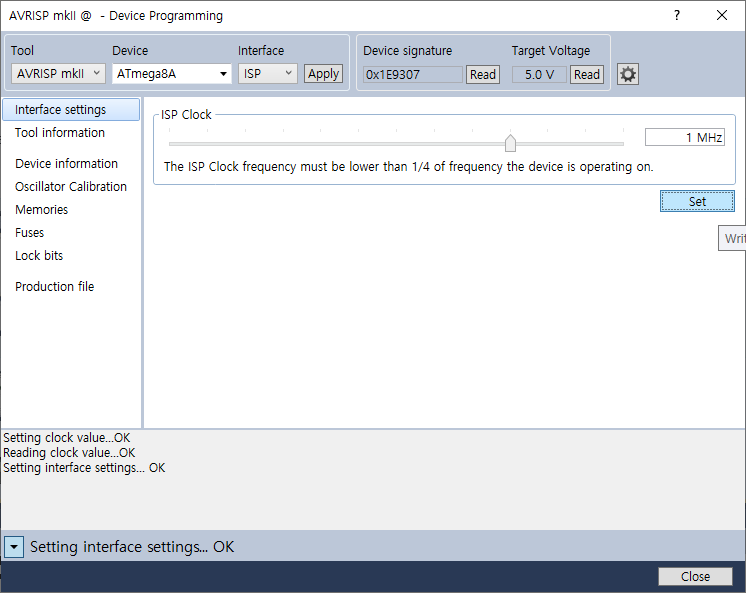 AVRISP mkII @  - Device Programming
?
Tool Device Interface Device signature Target Voltage
AVRISP mkII ATmega8A ISP Apply 0x1E9307 Read 5.0 V Read
Interface settings
Tool information
Device information
Oscillator Calibration
Memories
Fuses
Lock bits
Production file
ISP Clock
1 MHz
The ISP Clock frequency must be lower than 1/4 of frequency the device is operating on.
Set
Setting clock value...OK
Reading clock value...OK
Setting interface settings... OK
Setting interface settings... OK
Close